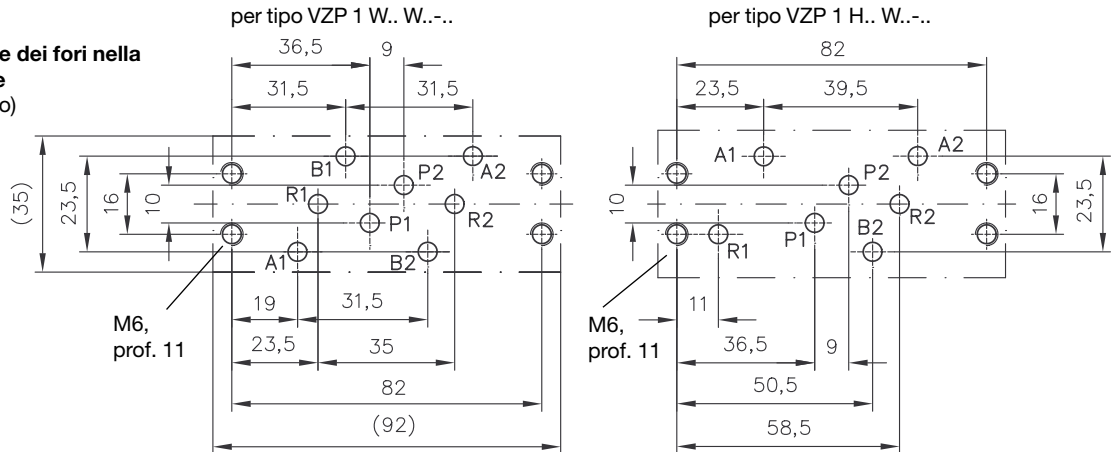 per tipo VZP 1 W.. W..-..
per tipo VZP 1 H.. W..-..
e dei fori nella
e
o)
36,5
9
31,5
31,5
(35)
23,5
16
10
B1
A2
P2
R1
R2
P1
A1
B2
M6,
prof. 11
19
31,5
23,5
35
82
(92)
82
23,5
39,5
A1
A2
P2
R2
10
16
23,5
R1
P1
B2
M6,
prof. 11
11
36,5
9
50,5
58,5